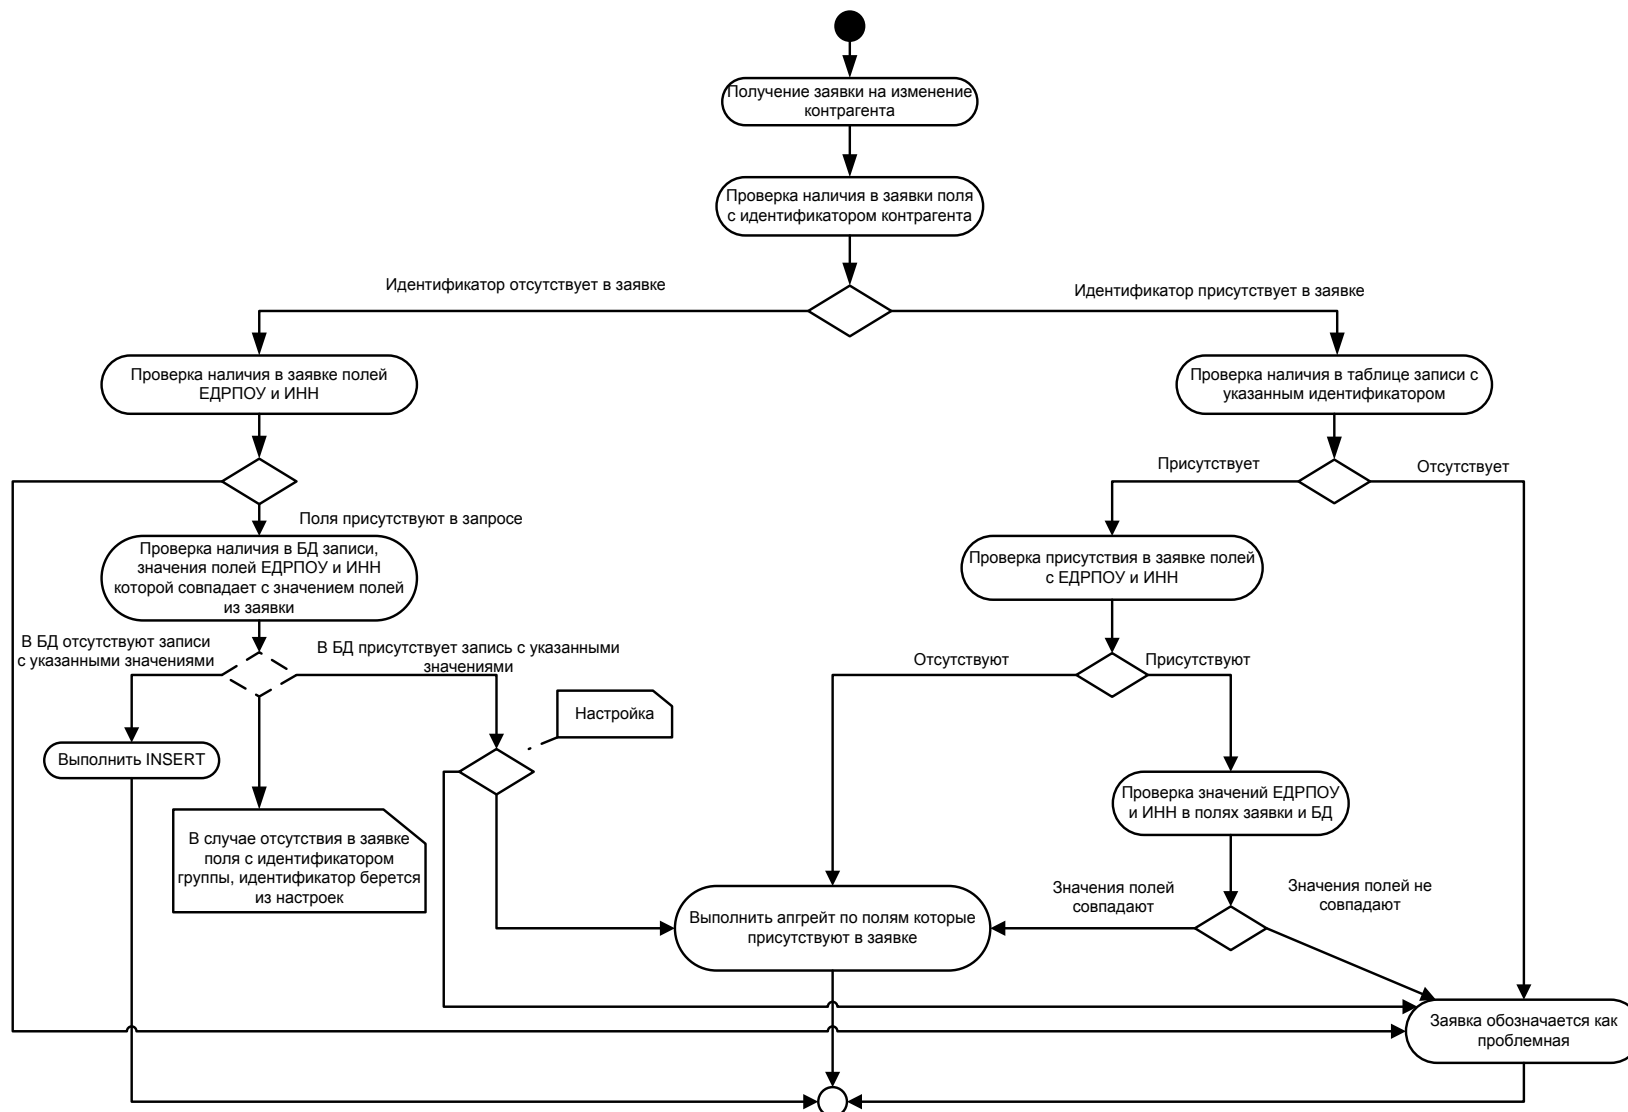 Получение заявки на изменение
контрагента
Проверка наличия в заявки поля
с идентификатором контрагента
Идентификатор отсутствует в заявке
Идентификатор присутствует в заявке
Проверка наличия в заявке полей
ЕДРПОУ и ИНН
Проверка наличия в таблице записи с
указанным идентификатором
Присутствует
Отсутствует
Поля присутствуют в запросе
Проверка наличия в БД записи,
значения полей ЕДРПОУ и ИНН
которой совпадает с значением полей
из заявки
Проверка присутствия в заявке полей
с ЕДРПОУ и ИНН
В БД отсутствуют записи
с указанными значениями
В БД присутствует запись с указанными
значениями
Отсутствуют
Присутствуют
Настройка
Выполнить INSERT
Проверка значений ЕДРПОУ
и ИНН в полях заявки и БД
В случае отсутствия в заявке
поля с идентификатором
группы, идентификатор берется
из настроек
Значения полей
совпадают
Значения полей не
совпадают
Выполнить апгрейт по полям которые
присутствуют в заявке
Заявка обозначается как
проблемная